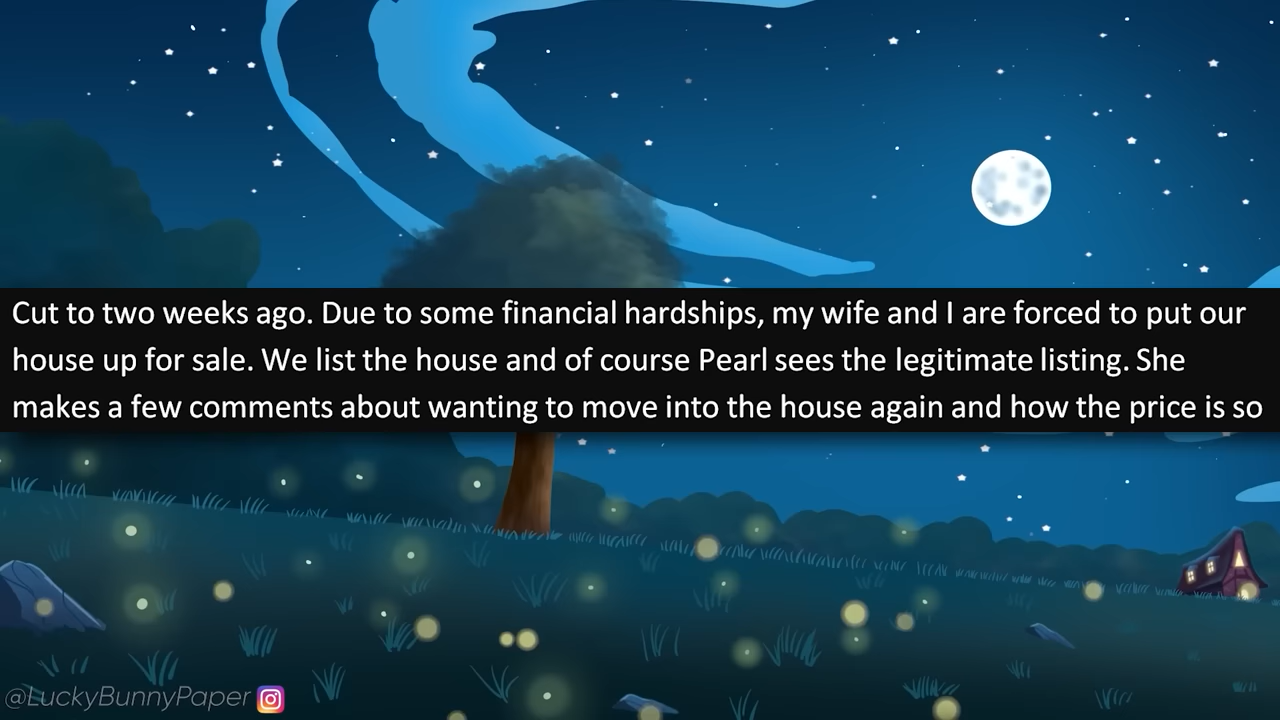 Cut to two weeks ago. Due to some financial hardships, my wife and I are forced to put our
house up for sale. We list the house and of course Pearl sees the legitimate listing. She
makes a few comments about wanting to move into the house again and how the price is so
@LuckyBunnyPaper